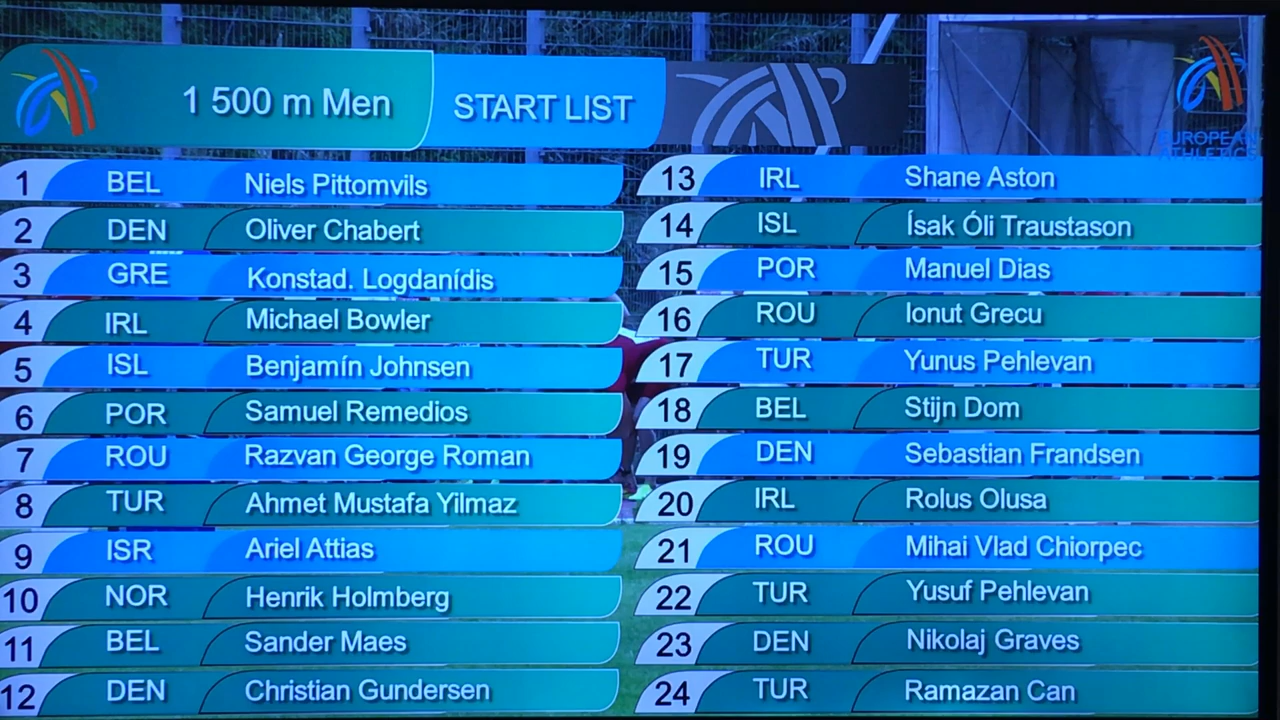 1 500 m Men START LIST
EUROPEAN
ATHLETICS
1 BEL Niels Pittomvils
2 DEN Oliver Chabert
3 GRE Konstad. Logdanídis
4 IRL Michael Bowler
5 ISL Benjamín Johnsen
6 POR Samuel Remedios
7 ROU Razvan George Roman
8 TUR Ahmet Mustafa Yilmaz
9 ISR Ariel Attias
10 NOR Henrik Holmberg
11 BEL Sander Maes
12 DEN Christian Gundersen
13 IRL Shane Aston
14 ISL Ísak Óli Traustason
15 POR Manuel Dias
16 ROU Ionut Grecu
17 TUR Yunus Pehlevan
18 BEL Stijn Dom
19 DEN Sebastian Frandsen
20 IRL Rolus Olusa
21 ROU Mihai Vlad Chiorpec
22 TUR Yusuf Pehlevan
23 DEN Nikolaj Graves
24 TUR Ramazan Can